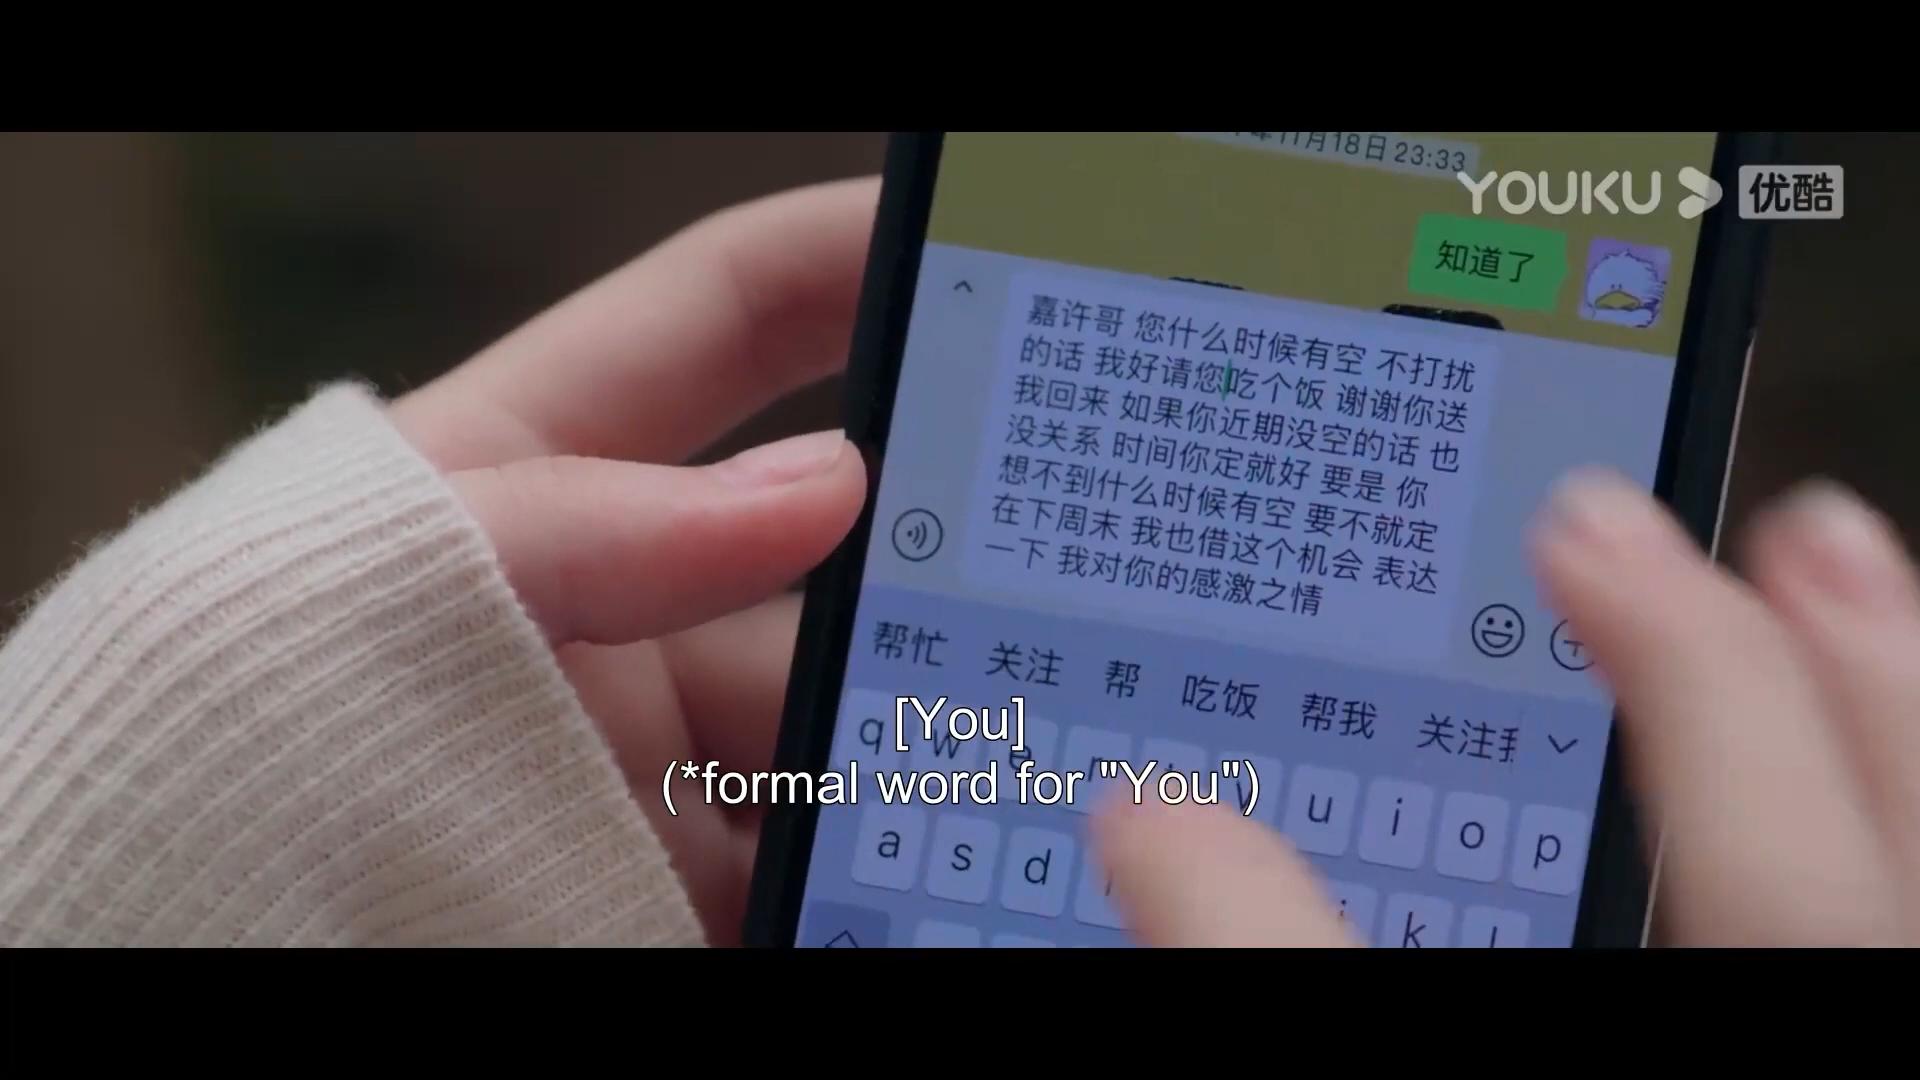 11月18日 23:33
YOUKU 优酷
知道了
嘉许哥 您什么时候有空 不打扰
的话 我好请您吃个饭 谢谢你送
我回来 如果你近期没空的话 也
没关系 时间你定就好 要是 你
想不到什么时候有空 要不就定
在下周末 我也借这个机会 表达
一下 我对你的感激之情
帮忙 关注 帮 吃饭 帮我 关注我
[You]
(*formal word for "You")
q w e r u i o p
a s d k l